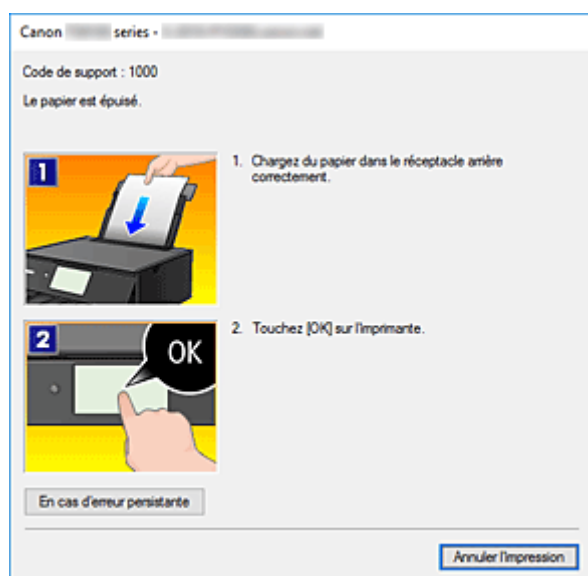 Canon series -
Code de support : 1000
Le papier est épuisé.
1
1. Chargez du papier dans le réceptacle arrière
correctement.
2
OK
2. Touchez [OK] sur l'imprimante.
En cas d'erreur persistante
Annuler l'impression